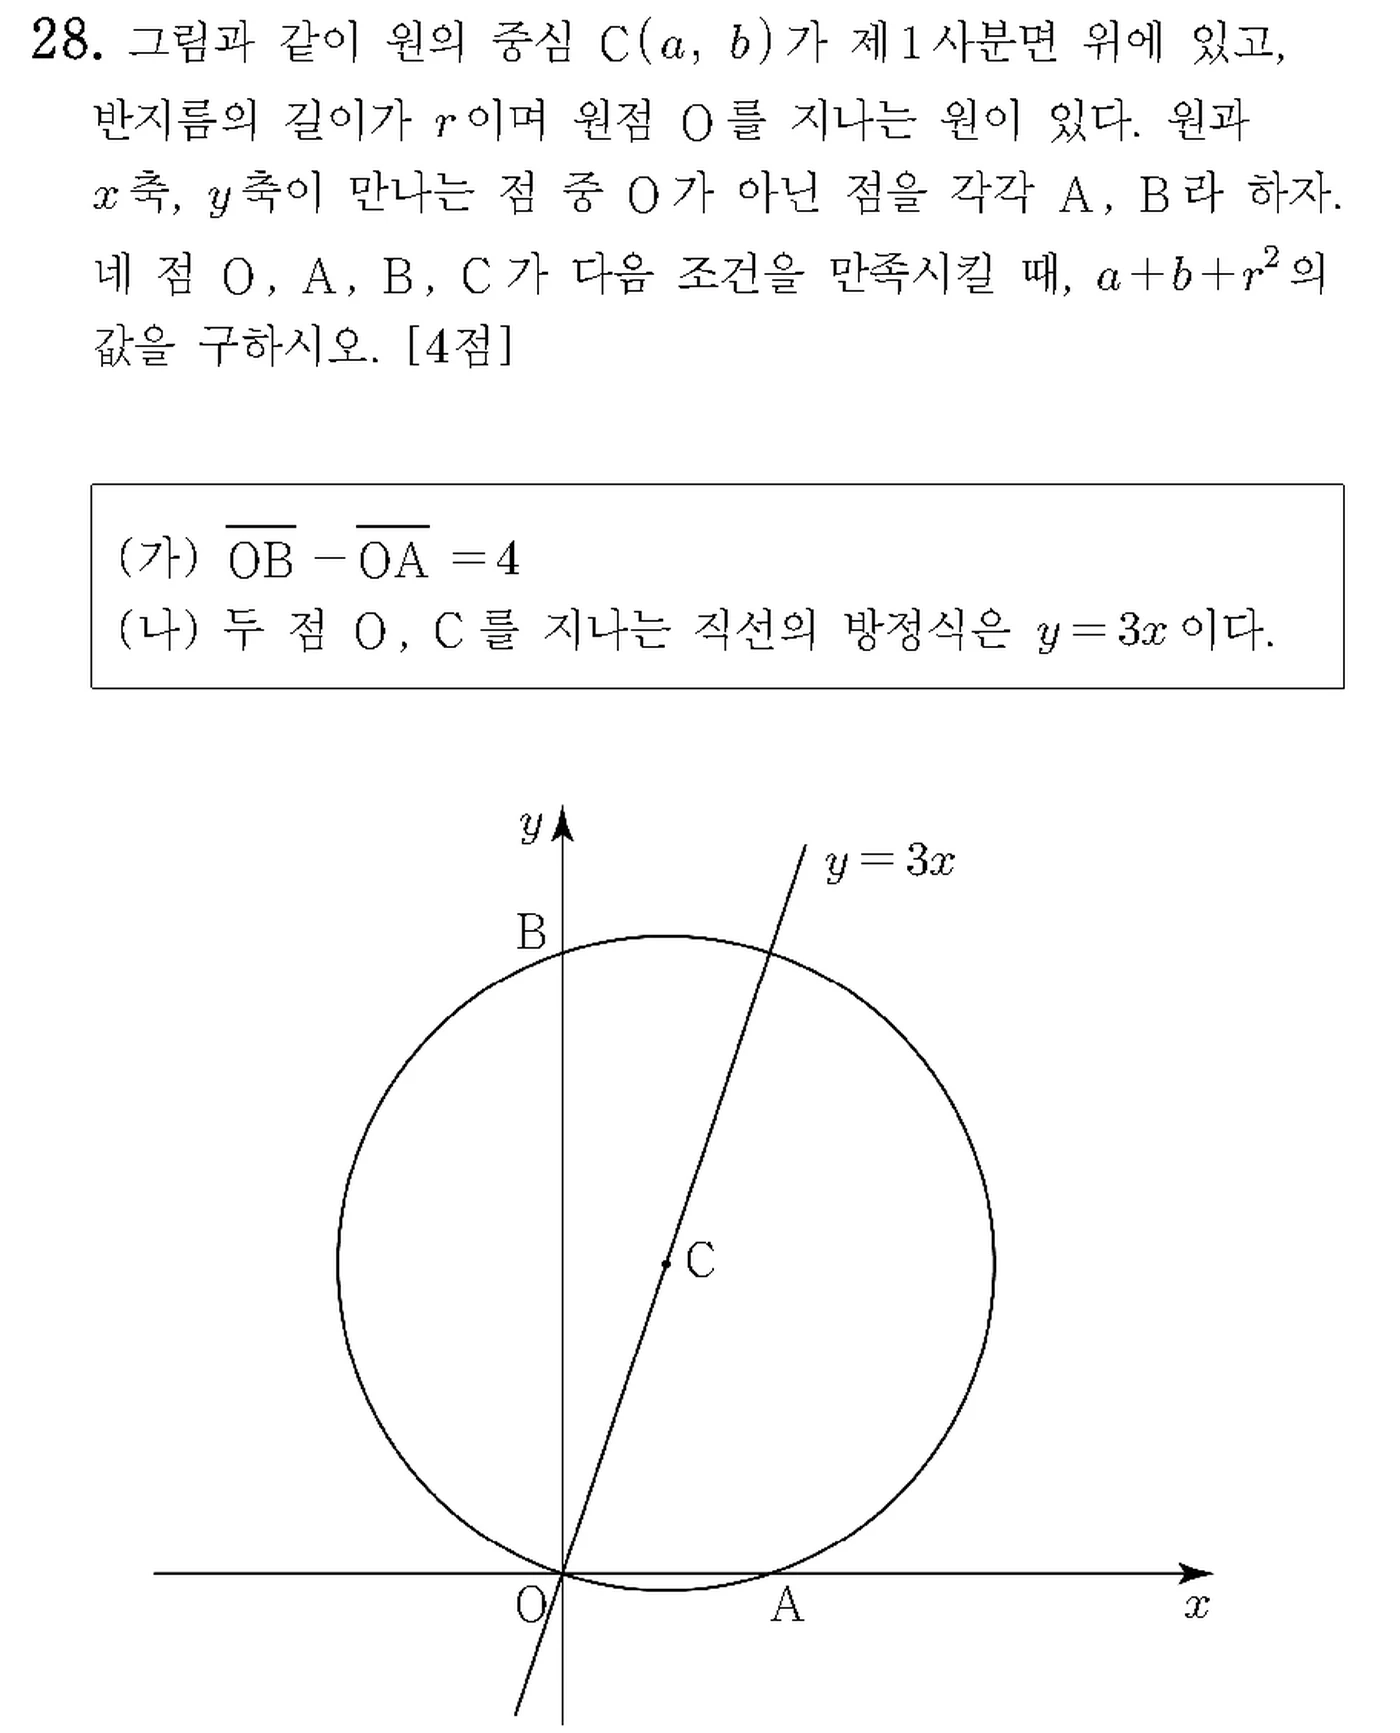 28. 그림과 같이 원의 중심 C(a, b)가 제1사분면 위에 있고,
반지름의 길이가 r이며 원점 O를 지나는 원이 있다. 원과
x축, y축이 만나는 점 중 O가 아닌 점을 각각 A, B라 하자.
네 점 O, A, B, C가 다음 조건을 만족시킬 때, a+b+r²의
값을 구하시오. [4점]
(가) O̅B̅ − O̅A̅ = 4
(나) 두 점 O, C를 지나는 직선의 방정식은 y=3x이다.
y
y=3x
B
C
O
A
x